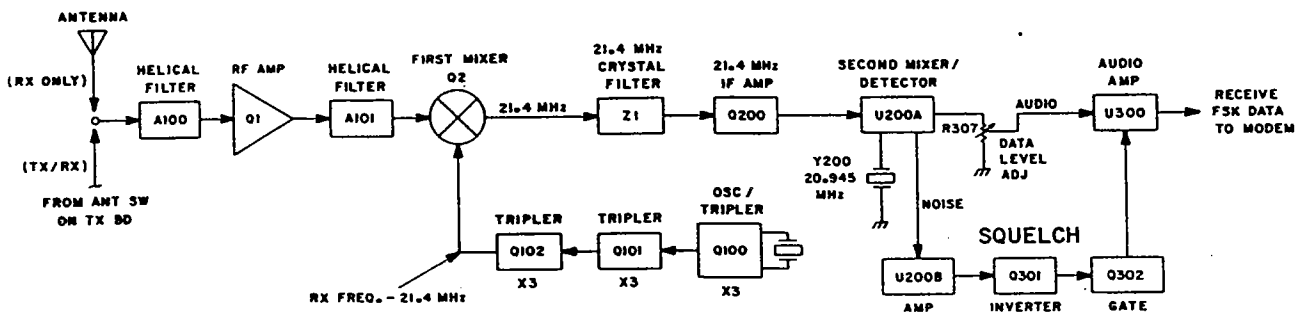 ANTENNA
(RX ONLY)
(TX/RX)
FROM ANT SW
ON TX BD
HELICAL
FILTER
A100
RF AMP
Q1
HELICAL
FILTER
A101
FIRST MIXER
Q2
21.4 MHz
21.4 MHz
CRYSTAL
FILTER
Z1
21.4 MHz
IF AMP
Q200
SECOND MIXER/
DETECTOR
U200A
R307
AUDIO
DATA
LEVEL
ADJ
AUDIO
AMP
U300
RECEIVE
FSK DATA
TO MODEM
Y200
20.945
MHz
NOISE
OSC/
TRIPLER
Q100
X3
TRIPLER
Q101
X3
TRIPLER
Q102
X3
RX FREQ.-21.4 MHz
SQUELCH
U200B
AMP
Q301
INVERTER
Q302
GATE